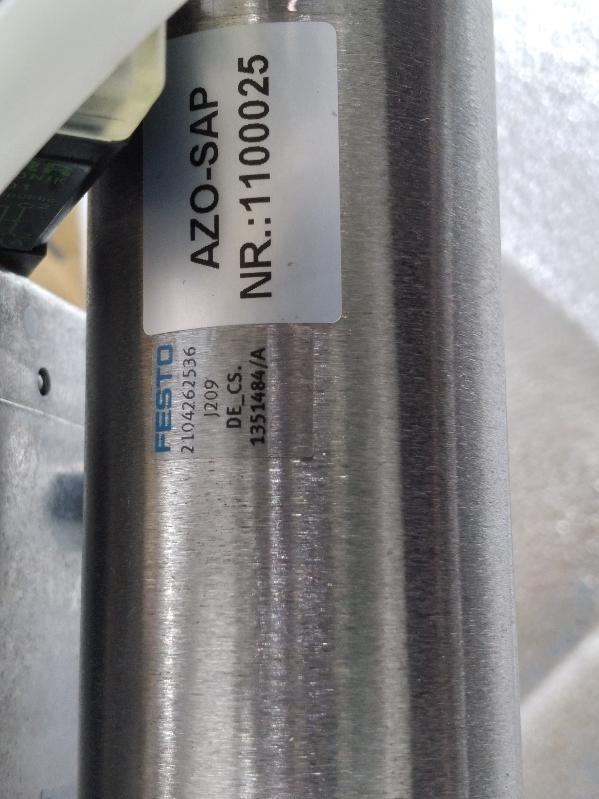 AZO-SAP
NR.:1100025
FESTO
2104262536
J209
DE_CS.
1351484/A